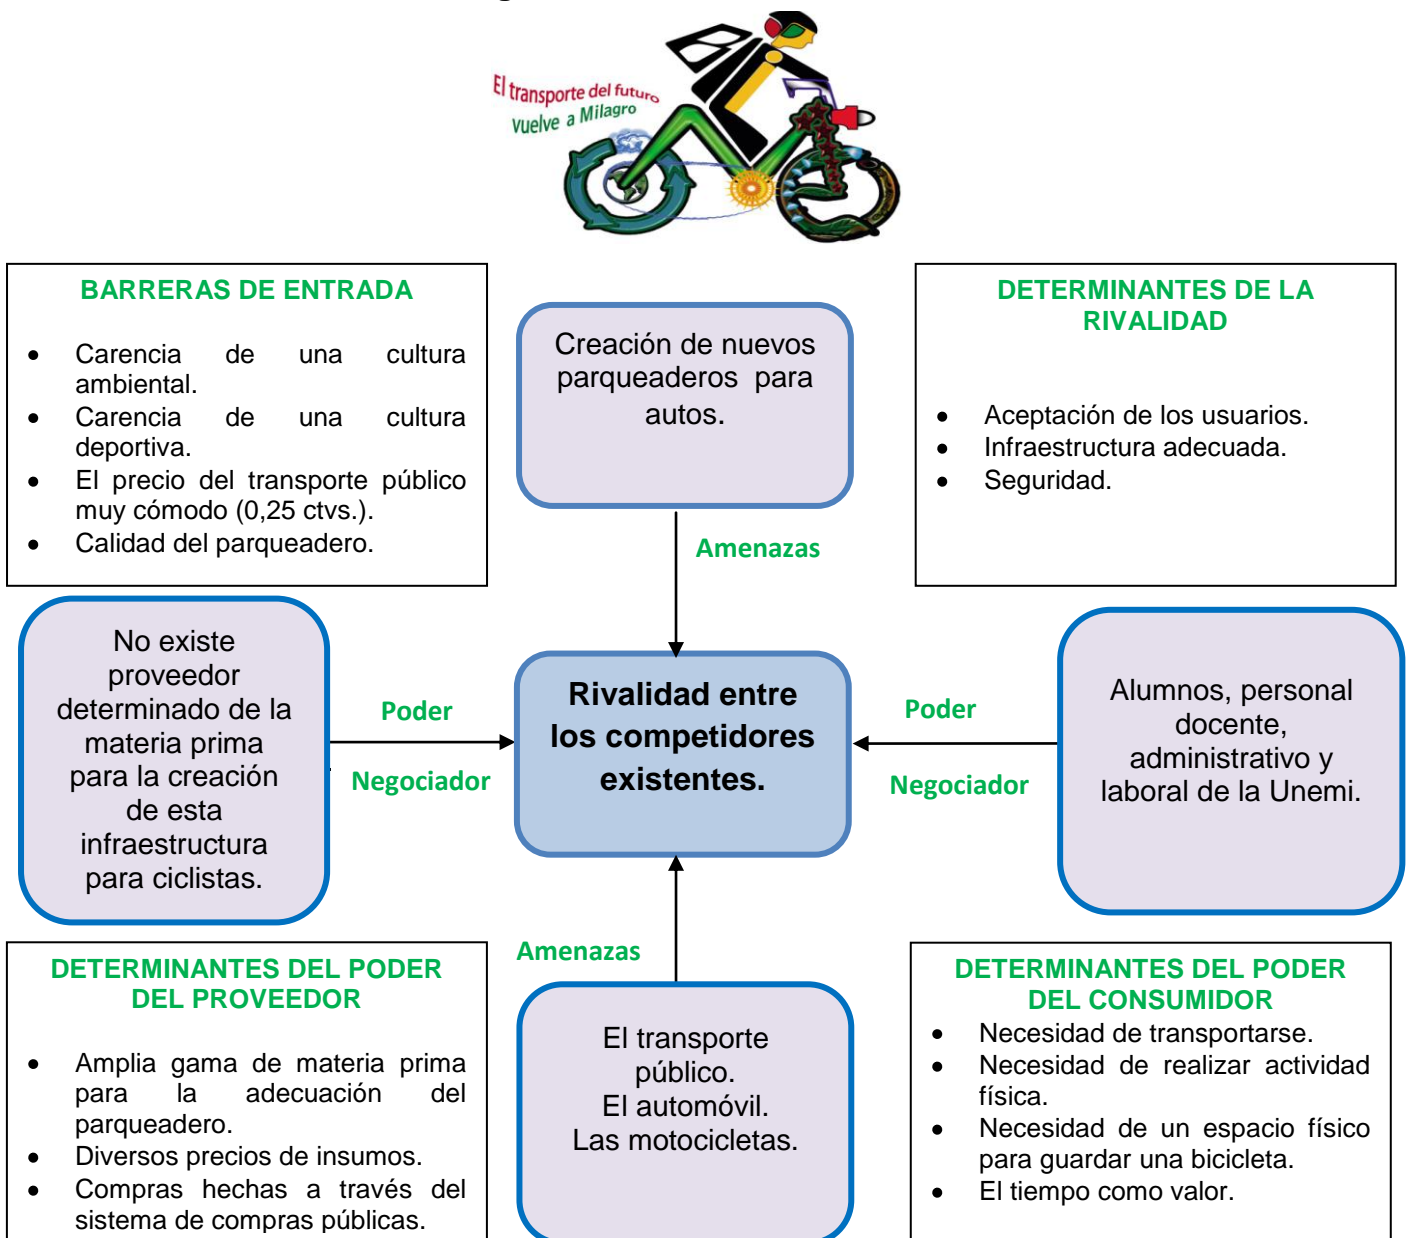 El transporte del futuro
Vuelve a Milagro
BARRERAS DE ENTRADA
• Carencia de una cultura
ambiental.
• Carencia de una cultura
deportiva.
• El precio del transporte público
muy cómodo (0,25 ctvs.).
• Calidad del parqueadero.
Creación de nuevos
parqueaderos para
autos.
DETERMINANTES DE LA
RIVALIDAD
• Aceptación de los usuarios.
• Infraestructura adecuada.
• Seguridad.
Amenazas
No existe
proveedor
determinado de la
materia prima
para la creación
de esta
infraestructura
para ciclistas.
Poder
Negociador
Rivalidad entre
los competidores
existentes.
Poder
Negociador
Alumnos, personal
docente,
administrativo y
laboral de la Unemi.
DETERMINANTES DEL PODER
DEL PROVEEDOR
• Amplia gama de materia prima
para la adecuación del
parqueadero.
• Diversos precios de insumos.
• Compras hechas a través del
sistema de compras públicas.
Amenazas
El transporte
público.
El automóvil.
Las motocicletas.
DETERMINANTES DEL PODER
DEL CONSUMIDOR
• Necesidad de transportarse.
• Necesidad de realizar actividad
física.
• Necesidad de un espacio físico
para guardar una bicicleta.
• El tiempo como valor.